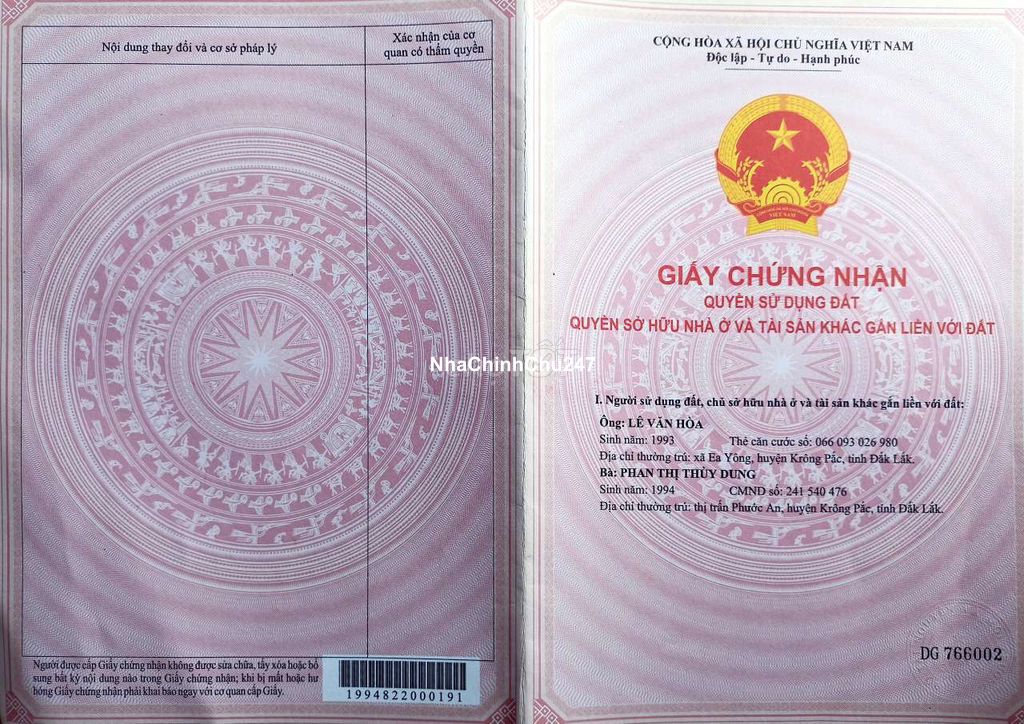 Nội dung thay đổi và cơ sở pháp lý
Xác nhận của cơ
quan có thẩm quyền
Người được cấp Giấy chứng nhận không được sửa chữa, tẩy xóa hoặc bổ
sung bất kỳ nội dung nào trong Giấy chứng nhận; khi bị mất hoặc hư
hỏng Giấy chứng nhận phải khai báo ngay với cơ quan cấp Giấy.
1994822000191
NhaChinhChu247
CỘNG HÒA XÃ HỘI CHỦ NGHĨA VIỆT NAM
Độc lập - Tự do - Hạnh phúc
VIỆT NAM
GIẤY CHỨNG NHẬN
QUYỀN SỬ DỤNG ĐẤT
QUYỀN SỞ HỮU NHÀ Ở VÀ TÀI SẢN KHÁC GẮN LIỀN VỚI ĐẤT
I. Người sử dụng đất, chủ sở hữu nhà ở và tài sản khác gắn liền với đất:
Ông: LÊ VĂN HÒA
Sinh năm: 1993 Thẻ căn cước số: 066 093 026 980
Địa chỉ thường trú: xã Ea Yông, huyện Krông Pắc, tỉnh Đắk Lắk.
Bà: PHAN THỊ THÙY DUNG
Sinh năm: 1994 CMND số: 241 540 476
Địa chỉ thường trú: thị trấn Phước An, huyện Krông Pắc, tỉnh Đắk Lắk.
DG 766002